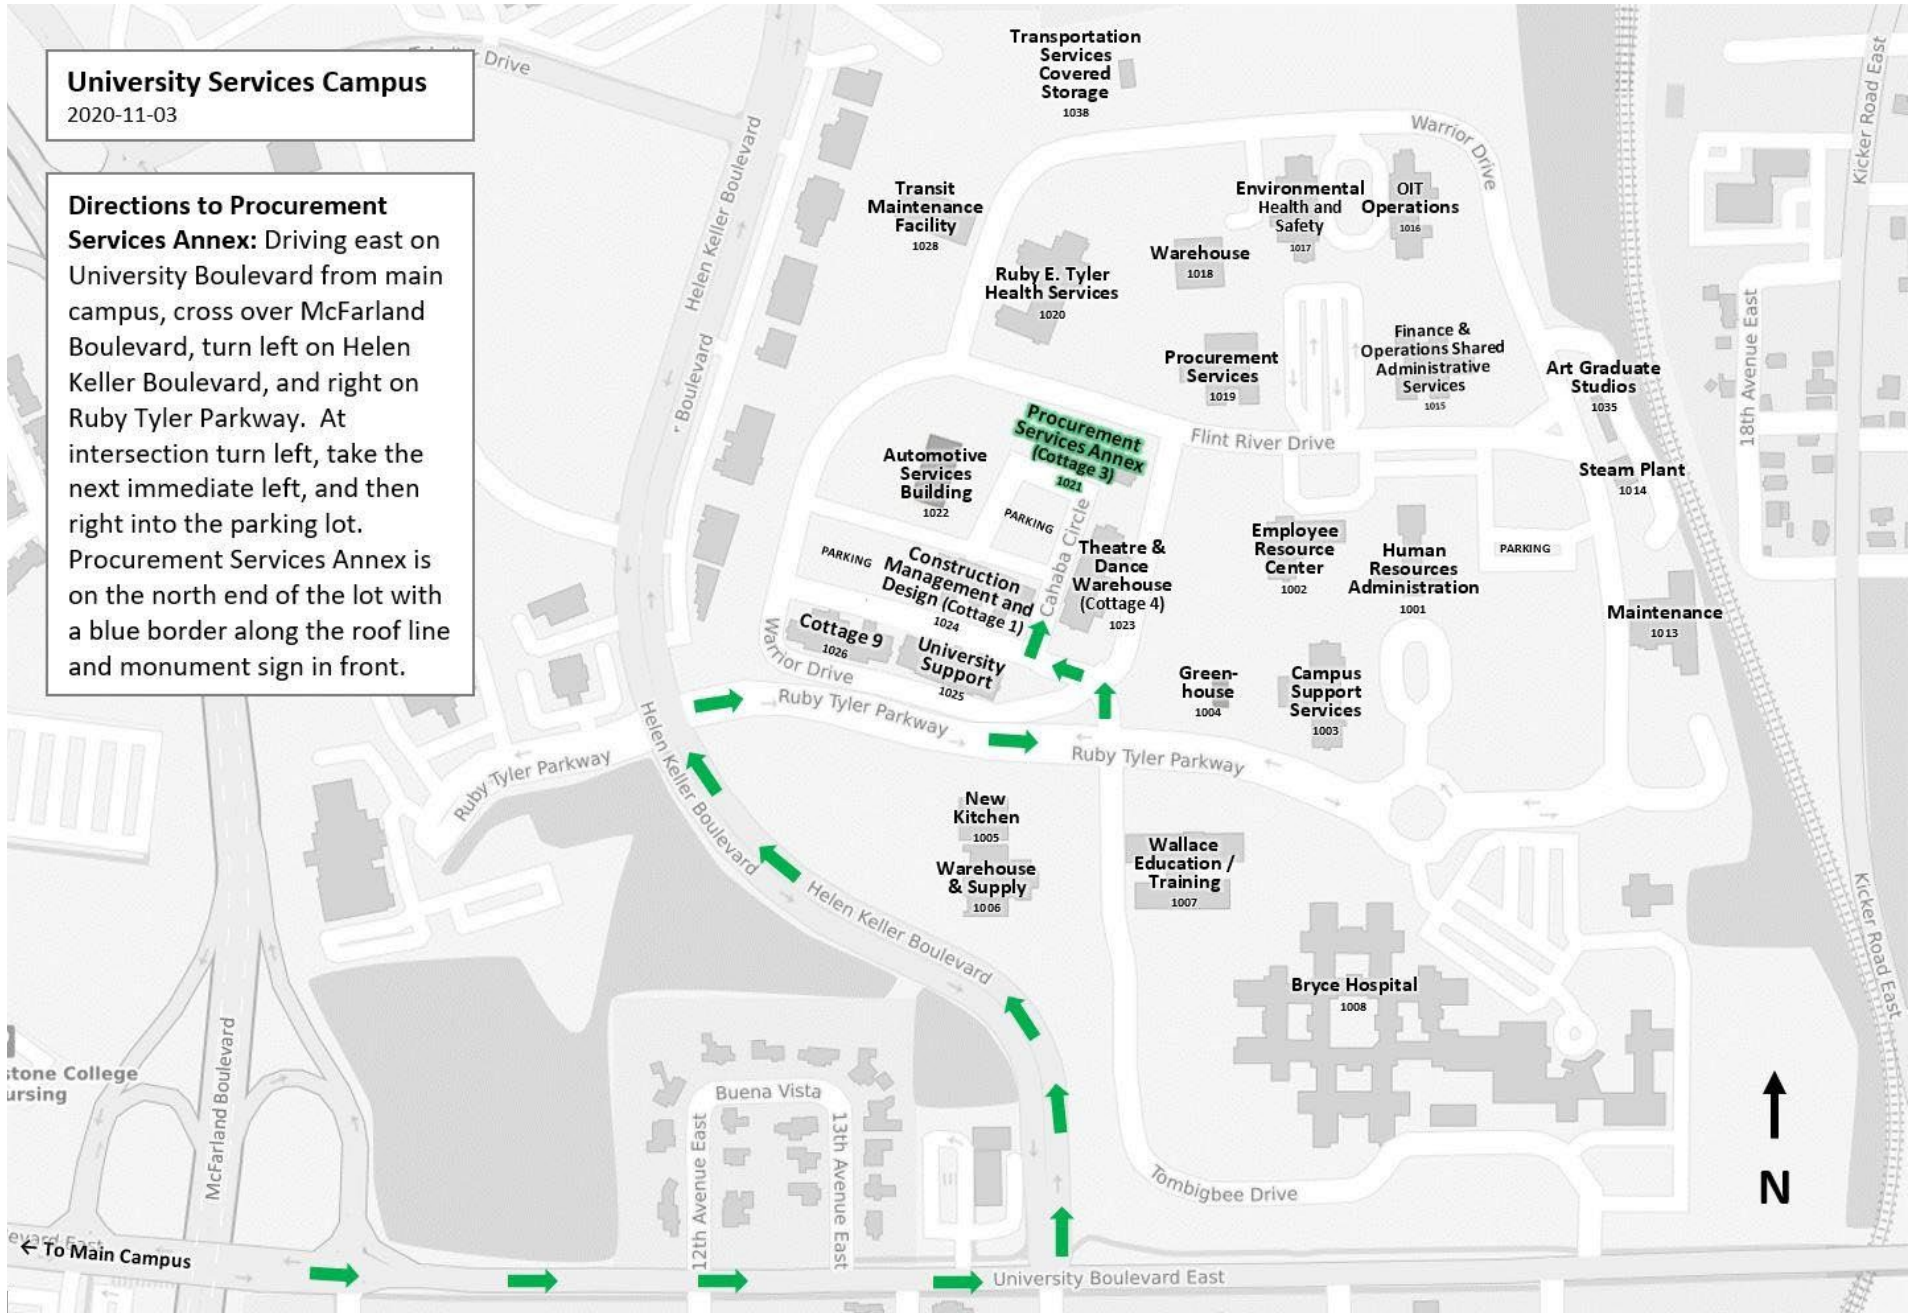 University Services Campus
2020-11-03
Directions to Procurement
Services Annex: Driving east on
University Boulevard from main
campus, cross over McFarland
Boulevard, turn left on Helen
Keller Boulevard, and right on
Ruby Tyler Parkway. At
intersection turn left, take the
next immediate left, and then
right into the parking lot.
Procurement Services Annex is
on the north end of the lot with
a blue border along the roof line
and monument sign in front.
Drive
Transportation
Services
Covered
Storage
1038
Warrior Drive
Kicker Road East
Helen Keller Boulevard
Transit
Maintenance
Facility
1028
Environmental
Health and
Safety
1017
OIT
Operations
1016
Warehouse
1018
Ruby E. Tyler
Health Services
1020
Boulevard
Procurement
Services
1019
Finance &
Operations Shared
Administrative
Services
1015
Art Graduate
Studios
1035
18th Avenue East
Procurement
Services Annex
(Cottage 3)
1021
Flint River Drive
Automotive
Services
Building
1022
Steam Plant
1014
PARKING
PARKING
Cahaba Circle
Construction
Management and
Design (Cottage 1)
1024
Theatre &
Dance
Warehouse
(Cottage 4)
1023
Employee
Resource
Center
1002
Human
Resources
Administration
1001
PARKING
Maintenance
1013
Cottage 9
1026
University
Support
1025
Warrior Drive
Green-
house
1004
Campus
Support
Services
1003
Ruby Tyler Parkway
Ruby Tyler Parkway
Ruby Tyler Parkway
Helen Keller Boulevard
New
Kitchen
1005
Warehouse
& Supply
1006
Wallace
Education /
Training
1007
Helen Keller Boulevard
Kicker Road East
Bryce Hospital
1008
McFarland Boulevard
stone College
ursing
Buena Vista
12th Avenue East
13th Avenue East
Tombigbee Drive
N
evard East
← To Main Campus
University Boulevard East